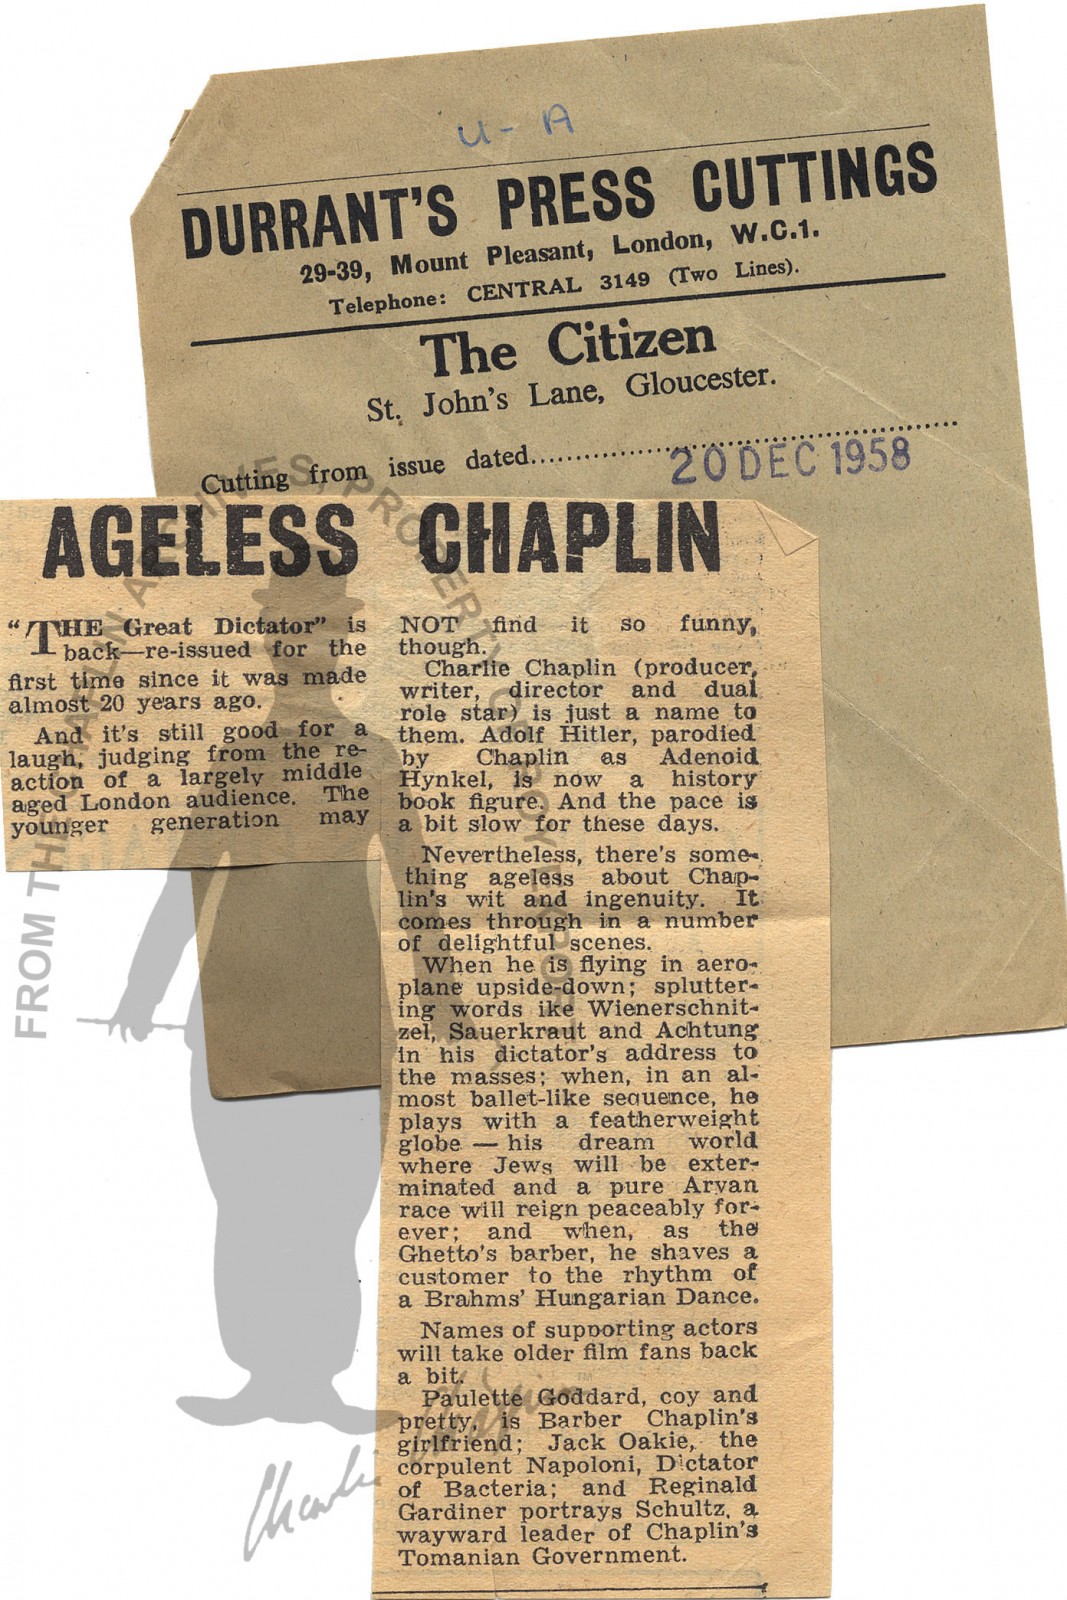 U - A
DURRANT'S PRESS CUTTINGS
29-39, Mount Pleasant, London, W.C.1.
Telephone: CENTRAL 3149 (Two Lines).
The Citizen
St. John's Lane, Gloucester.
Cutting from issue dated.......................................................
20 DEC 1958
AGELESS CHAPLIN
"THE Great Dictator" is
back—re-issued for the
first time since it was made
almost 20 years ago.
And it's still good for a
laugh, judging from the re-
action of a largely middle
aged London audience. The
younger generation may
NOT find it so funny,
though.
Charlie Chaplin (producer,
writer, director and dual
role star) is just a name to
them. Adolf Hitler, parodied
by Chaplin as Adenoid
Hynkel, is now a history
book figure. And the pace is
a bit slow for these days.
Nevertheless, there's some-
thing ageless about Chap-
lin's wit and ingenuity. It
comes through in a number
of delightful scenes.
When he is flying in aero-
plane upside-down; splutter-
ing words ike Wienerschnit-
zel, Sauerkraut and Achtung
in his dictator's address to
the masses; when, in an al-
most ballet-like sequence, he
plays with a featherweight
globe — his dream world
where Jews will be exter-
minated and a pure Aryan
race will reign peaceably for-
ever; and when, as the
Ghetto's barber, he shaves a
customer to the rhythm of
a Brahms' Hungarian Dance.
Names of supporting actors
will take older film fans back
a bit.
Paulette Goddard, coy and
pretty, is Barber Chaplin's
girlfriend; Jack Oakie, the
corpulent Napoloni, Dictator
of Bacteria; and Reginald
Gardiner portrays Schultz, a
wayward leader of Chaplin's
Tomanian Government.
FROM THE CHAPLIN ARCHIVES, PROPERTY OF ROY EXPORT
Charlie Chaplin
TM